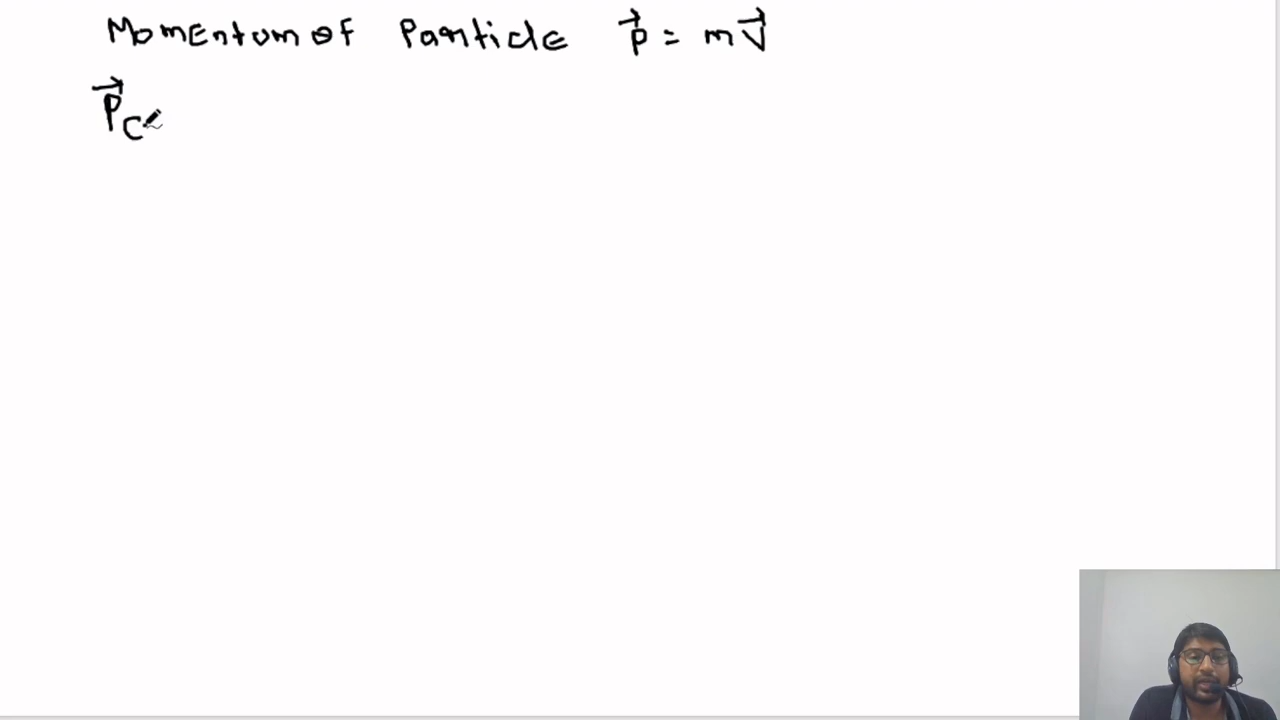 Momentum of Particle p⃗ = mv⃗
P⃗c